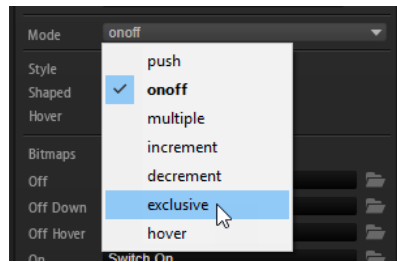 Mode onoff
push
Style
onoff
Shaped
multiple
Hover
increment
Bitmaps
decrement
Off
exclusive
Off Down
hover
Off Hover
On Switch On